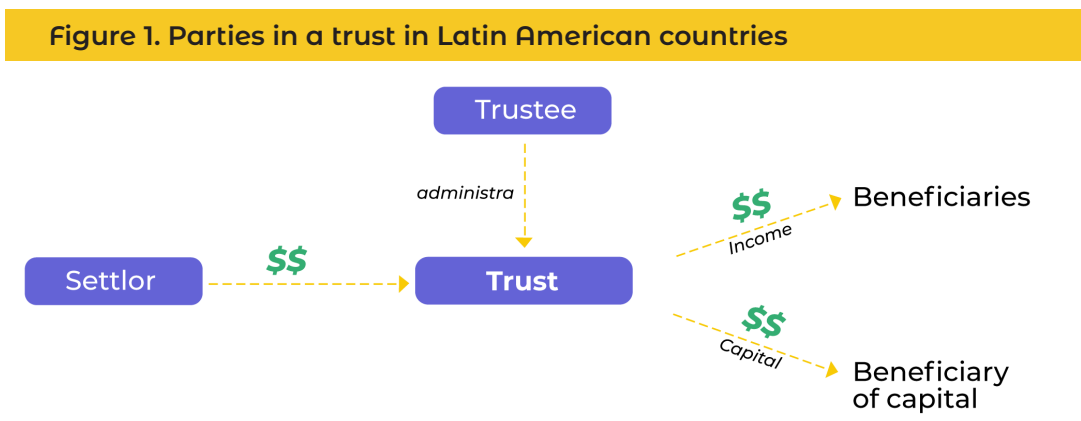 Figure 1. Parties in a trust in Latin American countries
Trustee
administra
$$
Income
Beneficiaries
Settlor
$$
Trust
$$
Capital
Beneficiary
of capital